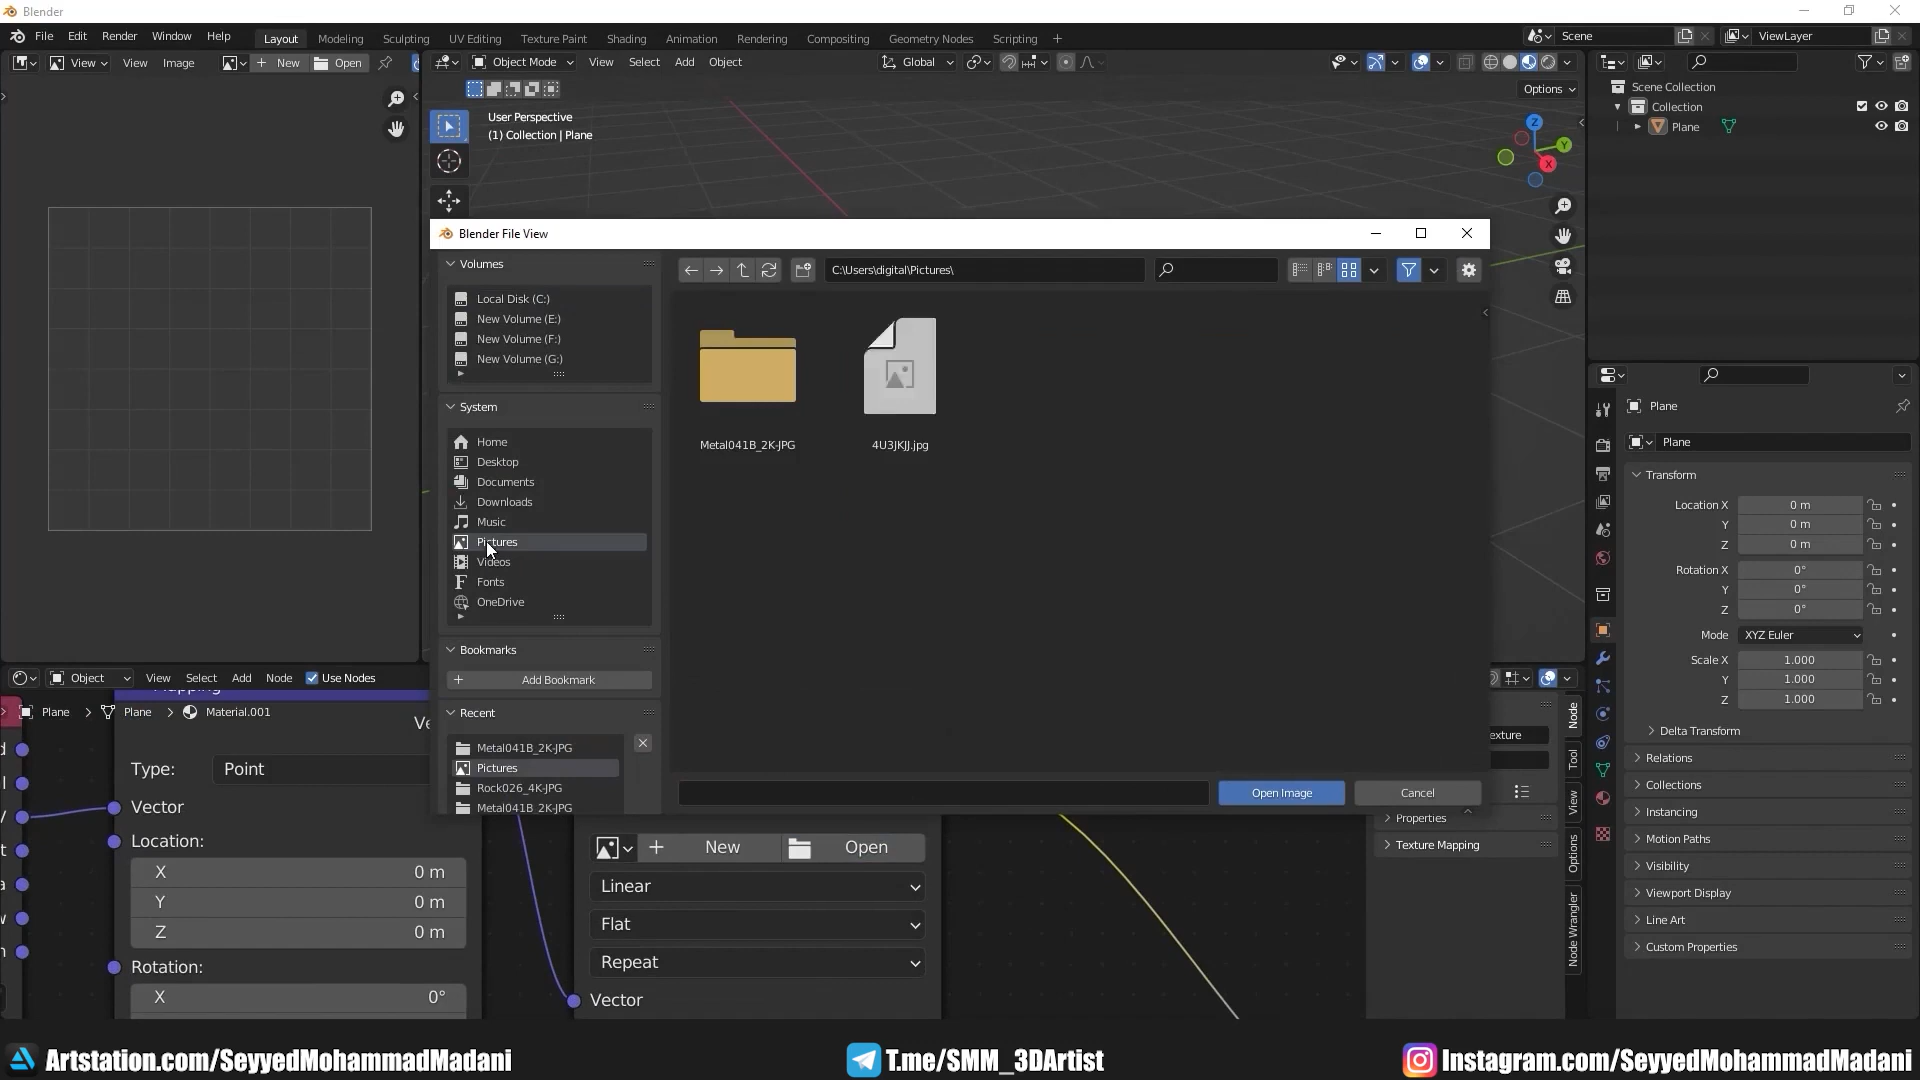 Blender
File Edit Render Window Help Layout Modeling Sculpting UV Editing Texture Paint Shading Animation Rendering Compositing Geometry Nodes Scripting Scene ViewLayer
View View Image New Open
Object Mode View Select Add Object Global
Options
User Perspective
(1) Collection | Plane
Z
Y
X
Scene Collection
Collection
Plane
Blender File View
Volumes
Local Disk (C:)
New Volume (E:)
New Volume (F:)
New Volume (G:)
System
Home
Desktop
Documents
Downloads
Music
Pictures
Videos
Fonts
OneDrive
Bookmarks
Add Bookmark
Recent
Metal041B_2K-JPG
Pictures
Rock026_4K-JPG
Metal041B_2K-JPG
C:\Users\digital\Pictures\
Metal041B_2K-JPG
4U3JKJJ.jpg
Open Image
Cancel
Plane
Plane
Transform
Location X 0 m
Y 0 m
Z 0 m
Rotation X 0°
Y 0°
Z 0°
Mode XYZ Euler
Scale X 1.000
Y 1.000
Z 1.000
Delta Transform
Relations
Collections
Instancing
Motion Paths
Visibility
Viewport Display
Line Art
Custom Properties
Object View Select Add Node Use Nodes
Plane Plane Material.001
Type: Point
Vector
Location:
X 0 m
Y 0 m
Z 0 m
Rotation:
X 0°
New Open
Linear
Flat
Repeat
Vector
exture
Properties
Texture Mapping
Node
Tool
View
Options
Node Wrangler
Artstation.com/SeyyedMohammadMadani
T.me/SMM_3DArtist
Instagram.com/SeyyedMohammadMadani